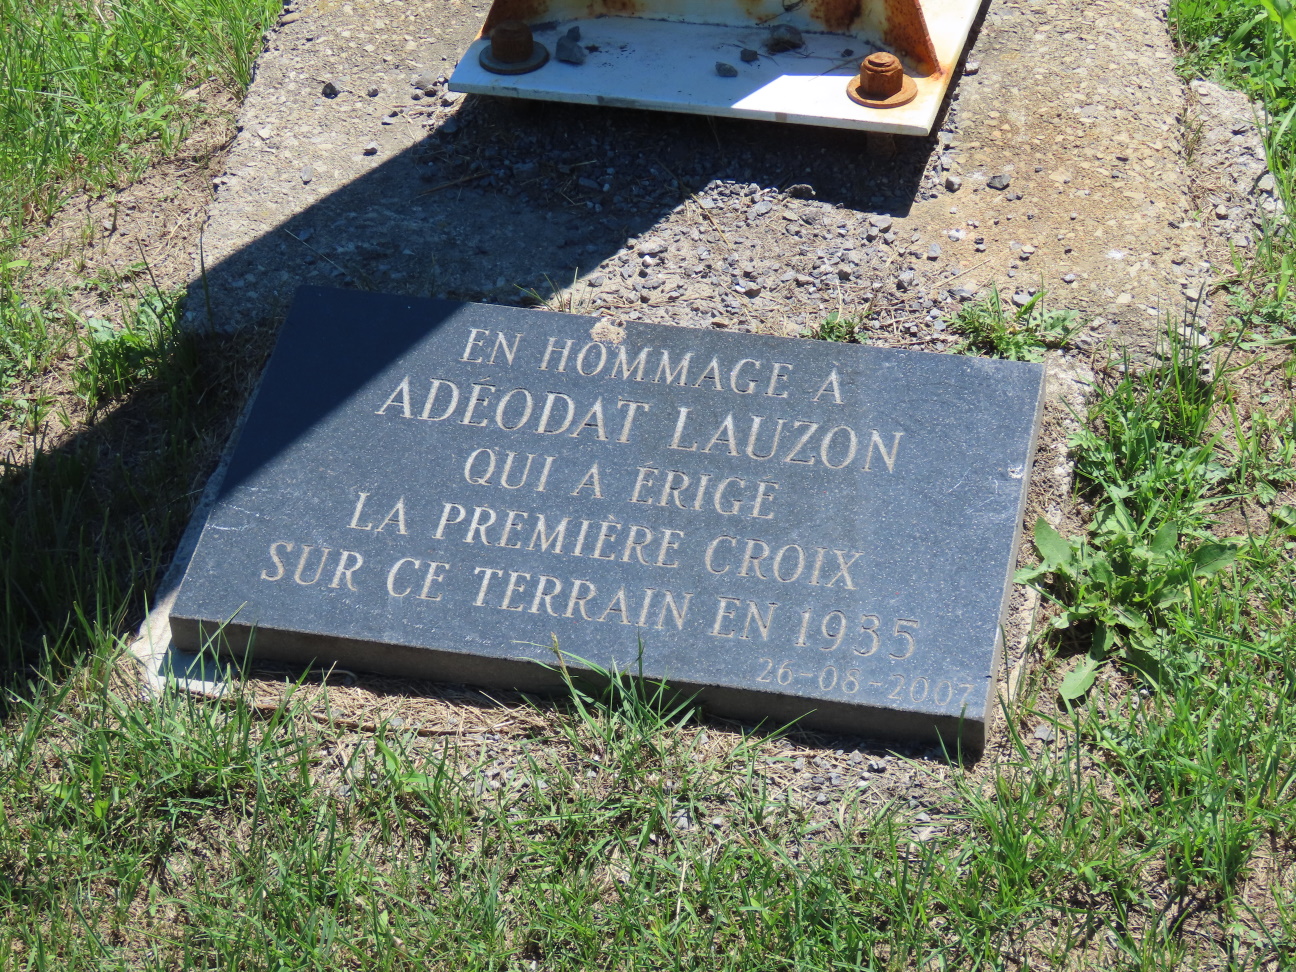 EN HOMMAGE A
ADÉODAT LAUZON
QUI A ÉRIGÉ
LA PREMIÈRE CROIX
SUR CE TERRAIN EN 1935
26-08-2007